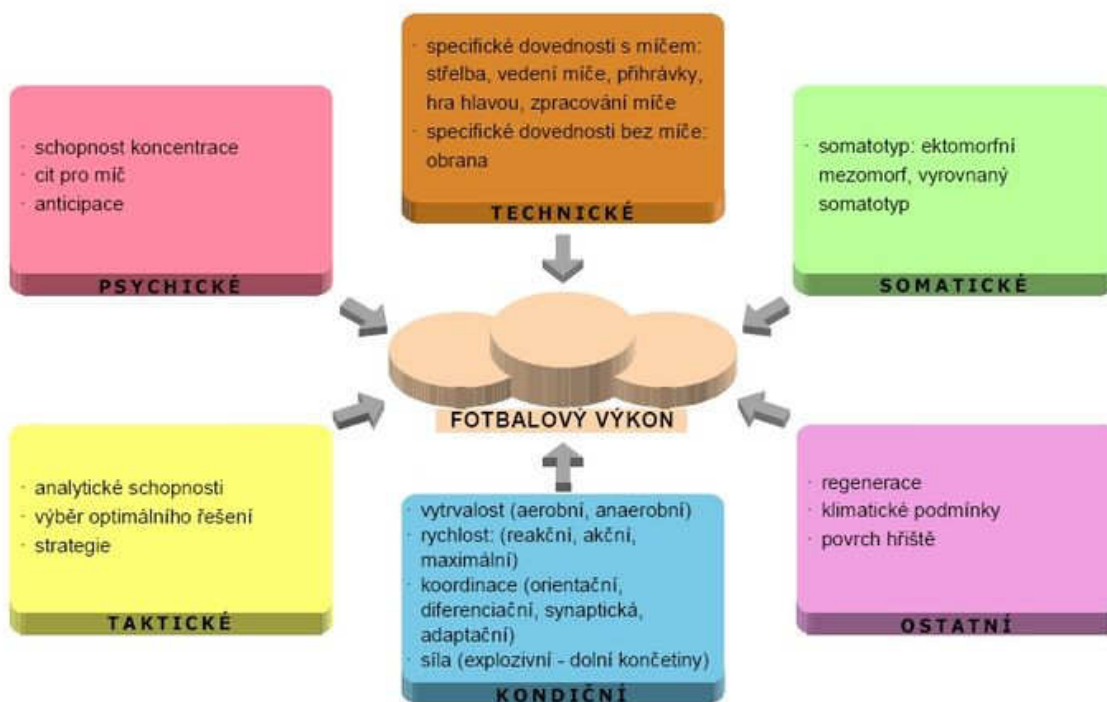 · specifické dovednosti s míčem:
střelba, vedení míče, přihrávky,
hra hlavou, zpracování míče
· specifické dovednosti bez míče:
obrana
TECHNICKÉ
· schopnost koncentrace
· cit pro míč
· anticipace
PSYCHICKÉ
· somatotyp: ektomorfní
mezomorf, vyrovnaný
somatotyp
SOMATICKÉ
FOTBALOVÝ VÝKON
· analytické schopnosti
· výběr optimálního řešení
· strategie
TAKTICKÉ
· vytrvalost (aerobní, anaerobní)
· rychlost: (reakční, akční,
maximální)
· koordinace (orientační,
diferenciační, synaptická,
adaptační)
· síla (explozivní - dolní končetiny)
KONDIČNÍ
· regenerace
· klimatické podmínky
· povrch hřiště
OSTATNÍ